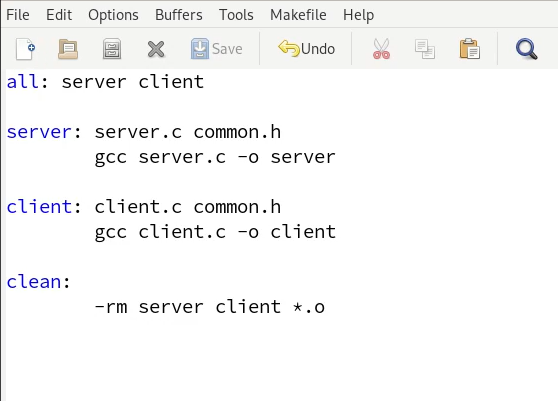 File Edit Options Buffers Tools Makefile Help
Save Undo
all: server client
server: server.c common.h
gcc server.c -o server
client: client.c common.h
gcc client.c -o client
clean:
-rm server client *.o